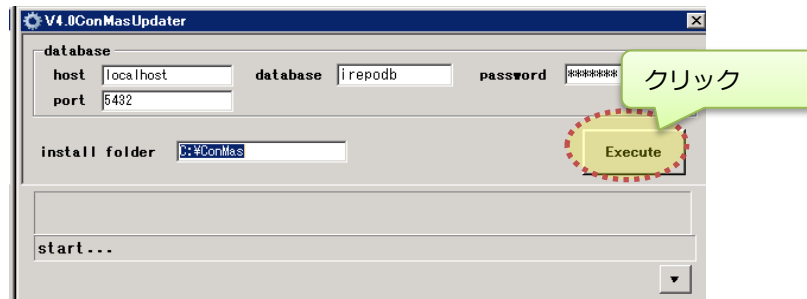 V4.0ConMasUpdater
database
host localhost database irepodb password *******
port 5432
クリック
install folder C:¥ConMas
Execute
start...